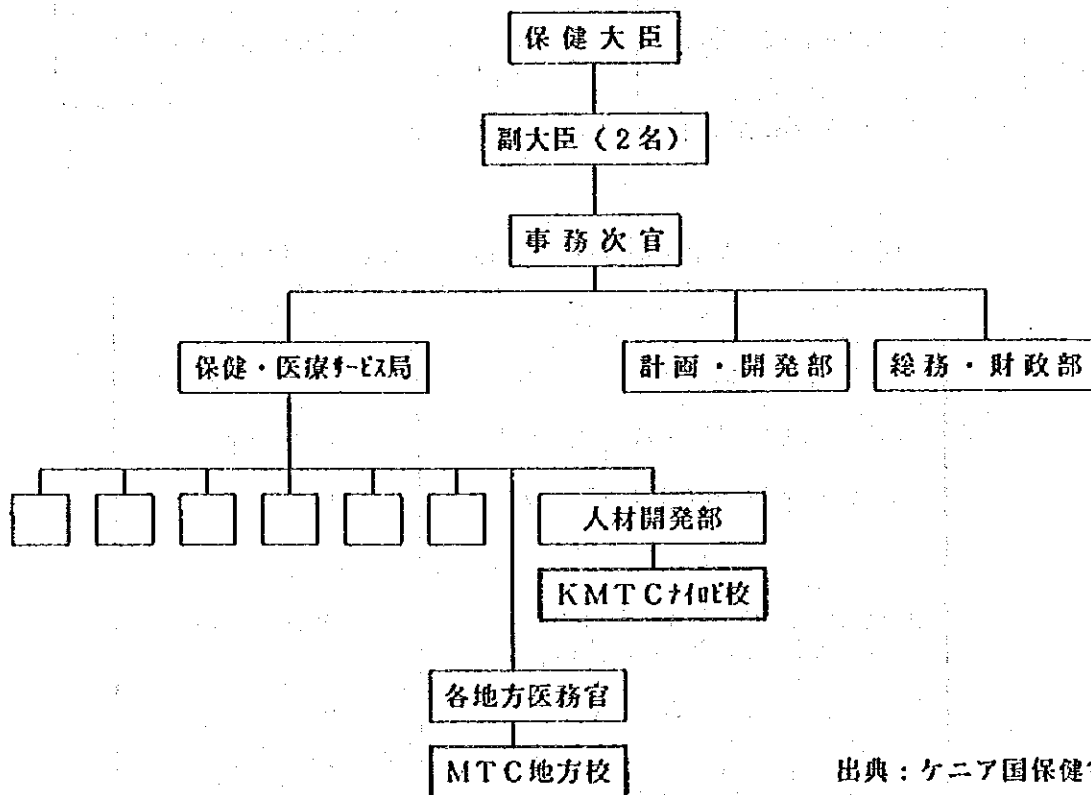 保健大臣
副大臣(2名)
事務次官
保健・医療ｻｰﾋﾞｽ局
計画・開発部
総務・財政部
人材開発部
KMTCﾅｲﾛﾋﾞ校
各地方医務官
MTC地方校
出典:ケニア国保健